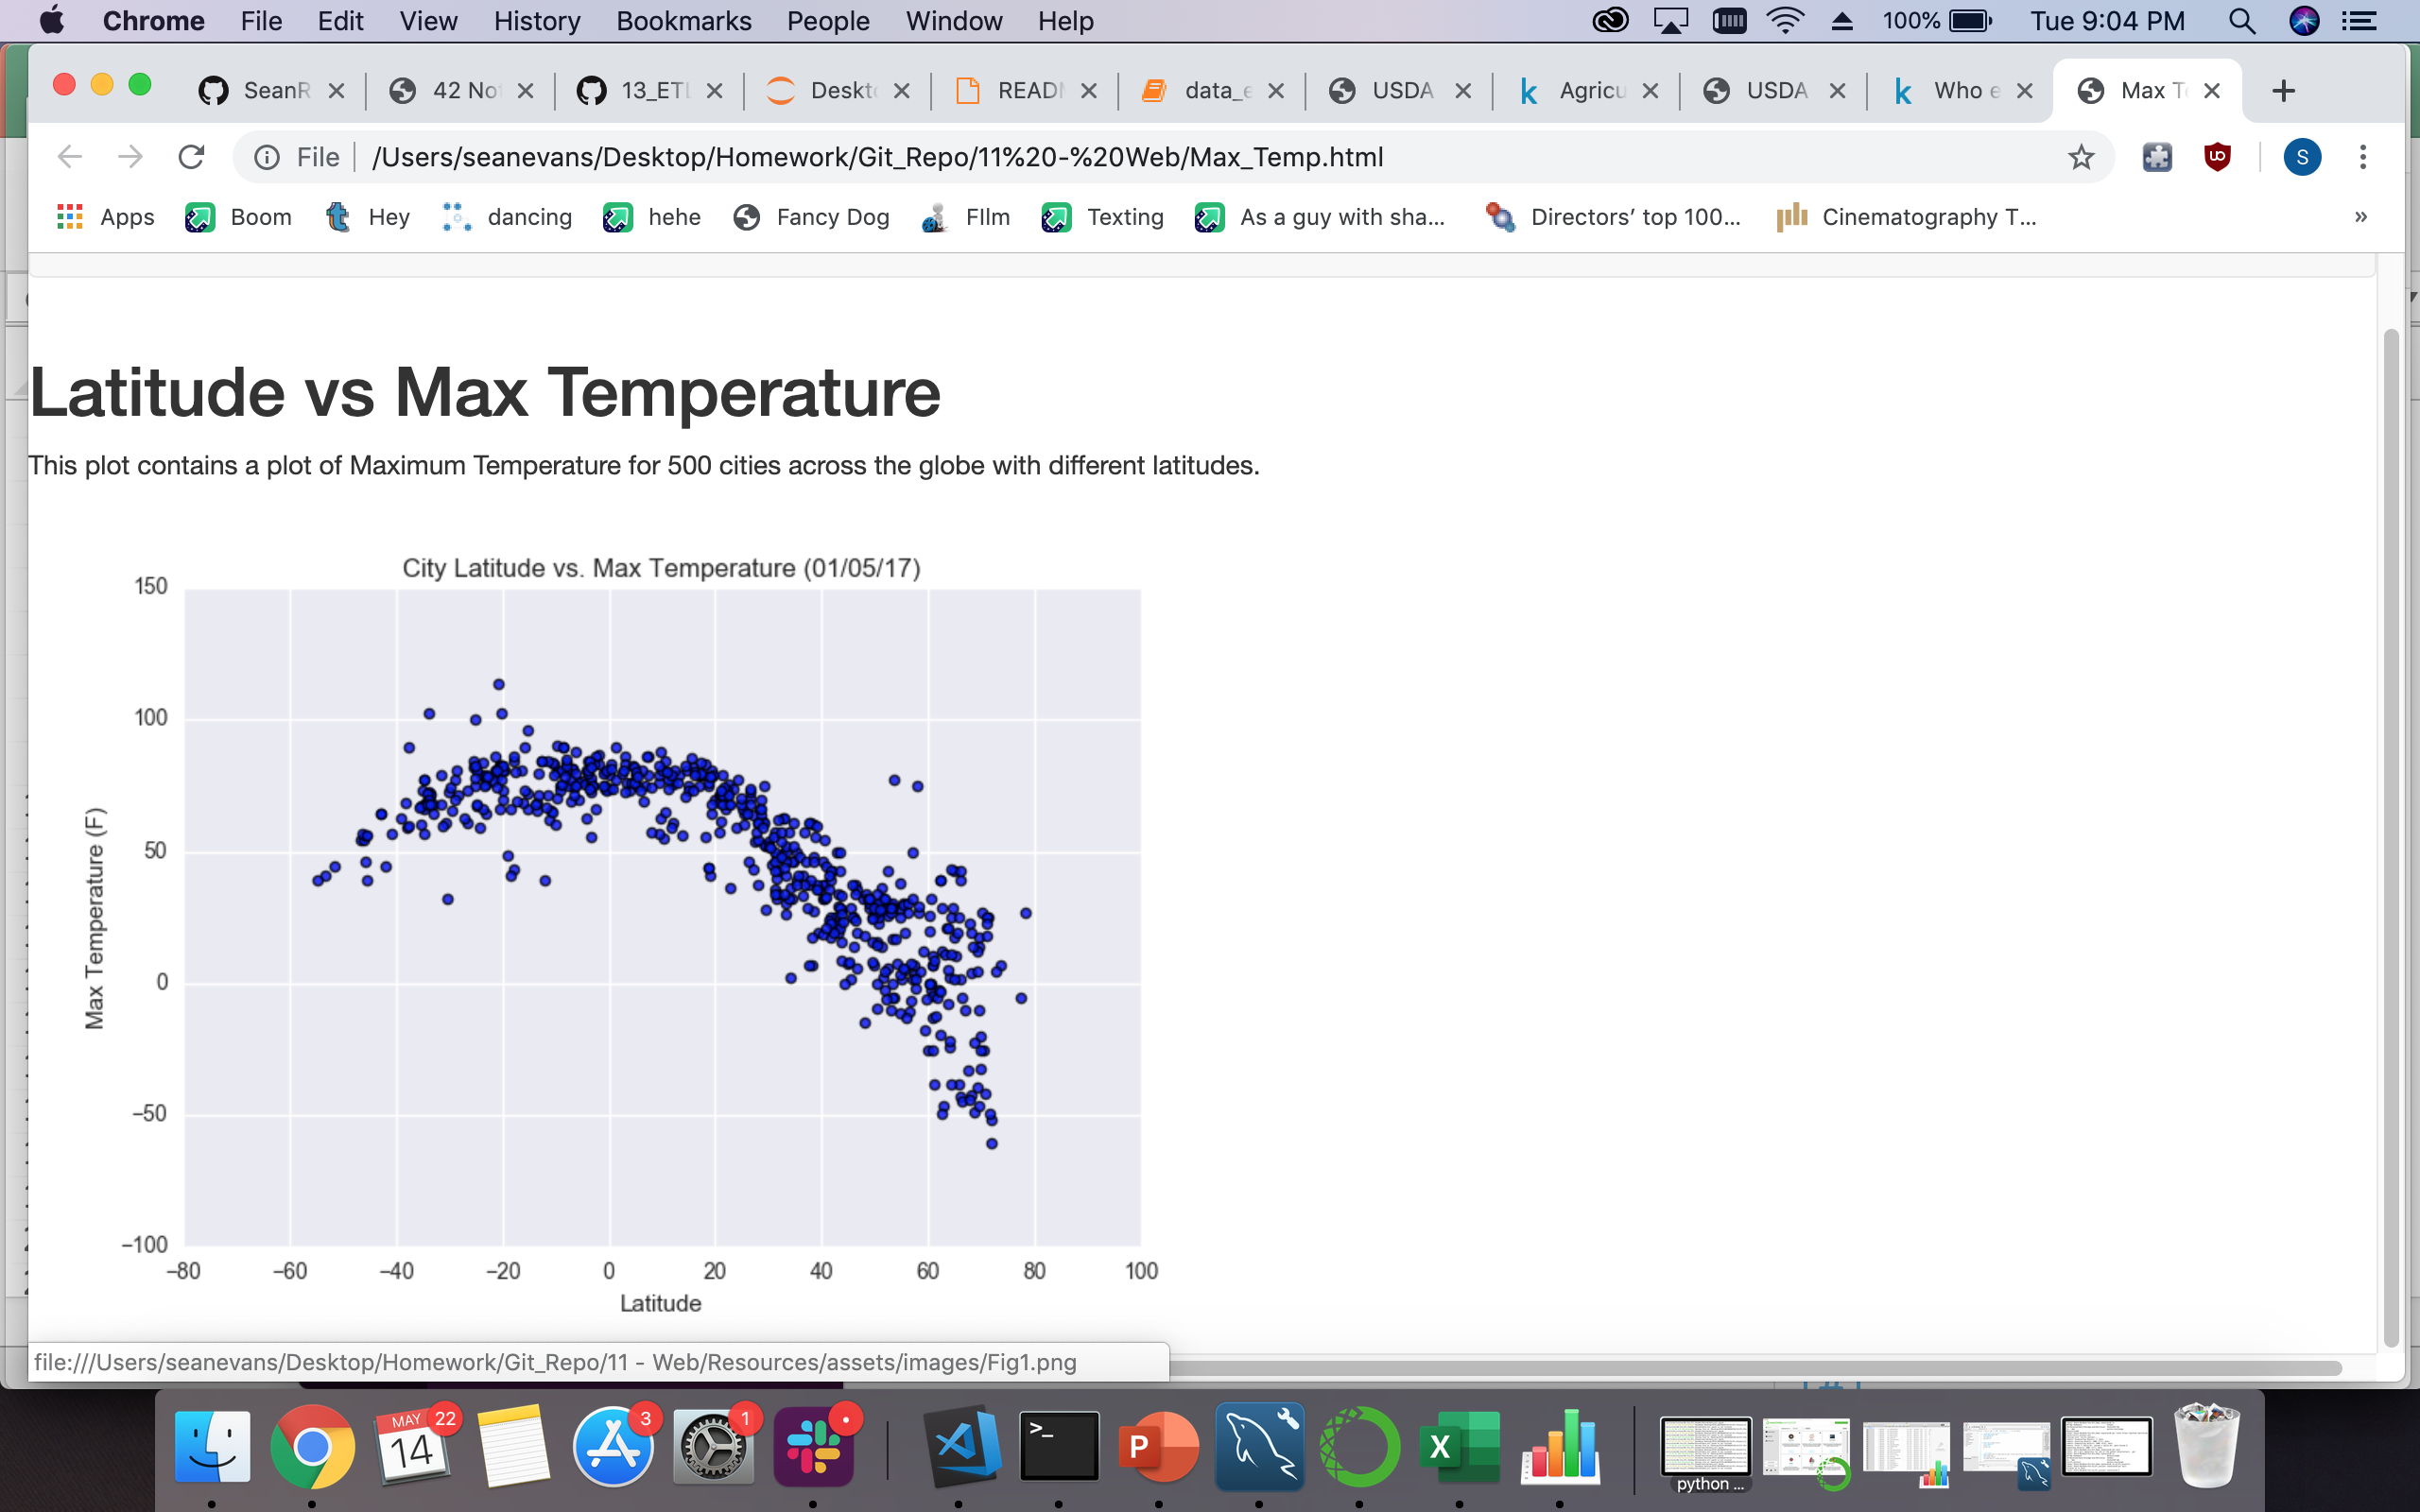 Chrome File Edit View History Bookmarks People Window Help 100% Tue 9:04 PM
SeanR 42 No 13_ETL Deskt READ data_e USDA Agricu USDA Who e Max T
File /Users/seanevans/Desktop/Homework/Git_Repo/11%20-%20Web/Max_Temp.html S
Apps Boom Hey dancing hehe Fancy Dog FIlm Texting As a guy with sha... Directors’ top 100... Cinematography T... »
Latitude vs Max Temperature
This plot contains a plot of Maximum Temperature for 500 cities across the globe with different latitudes.
City Latitude vs. Max Temperature (01/05/17)
150
100
50
0
−50
−100
Max Temperature (F)
−80 −60 −40 −20 0 20 40 60 80 100
Latitude
file:///Users/seanevans/Desktop/Homework/Git_Repo/11 - Web/Resources/assets/images/Fig1.png
MAY 22 3 1
14 >_ P X
python ...